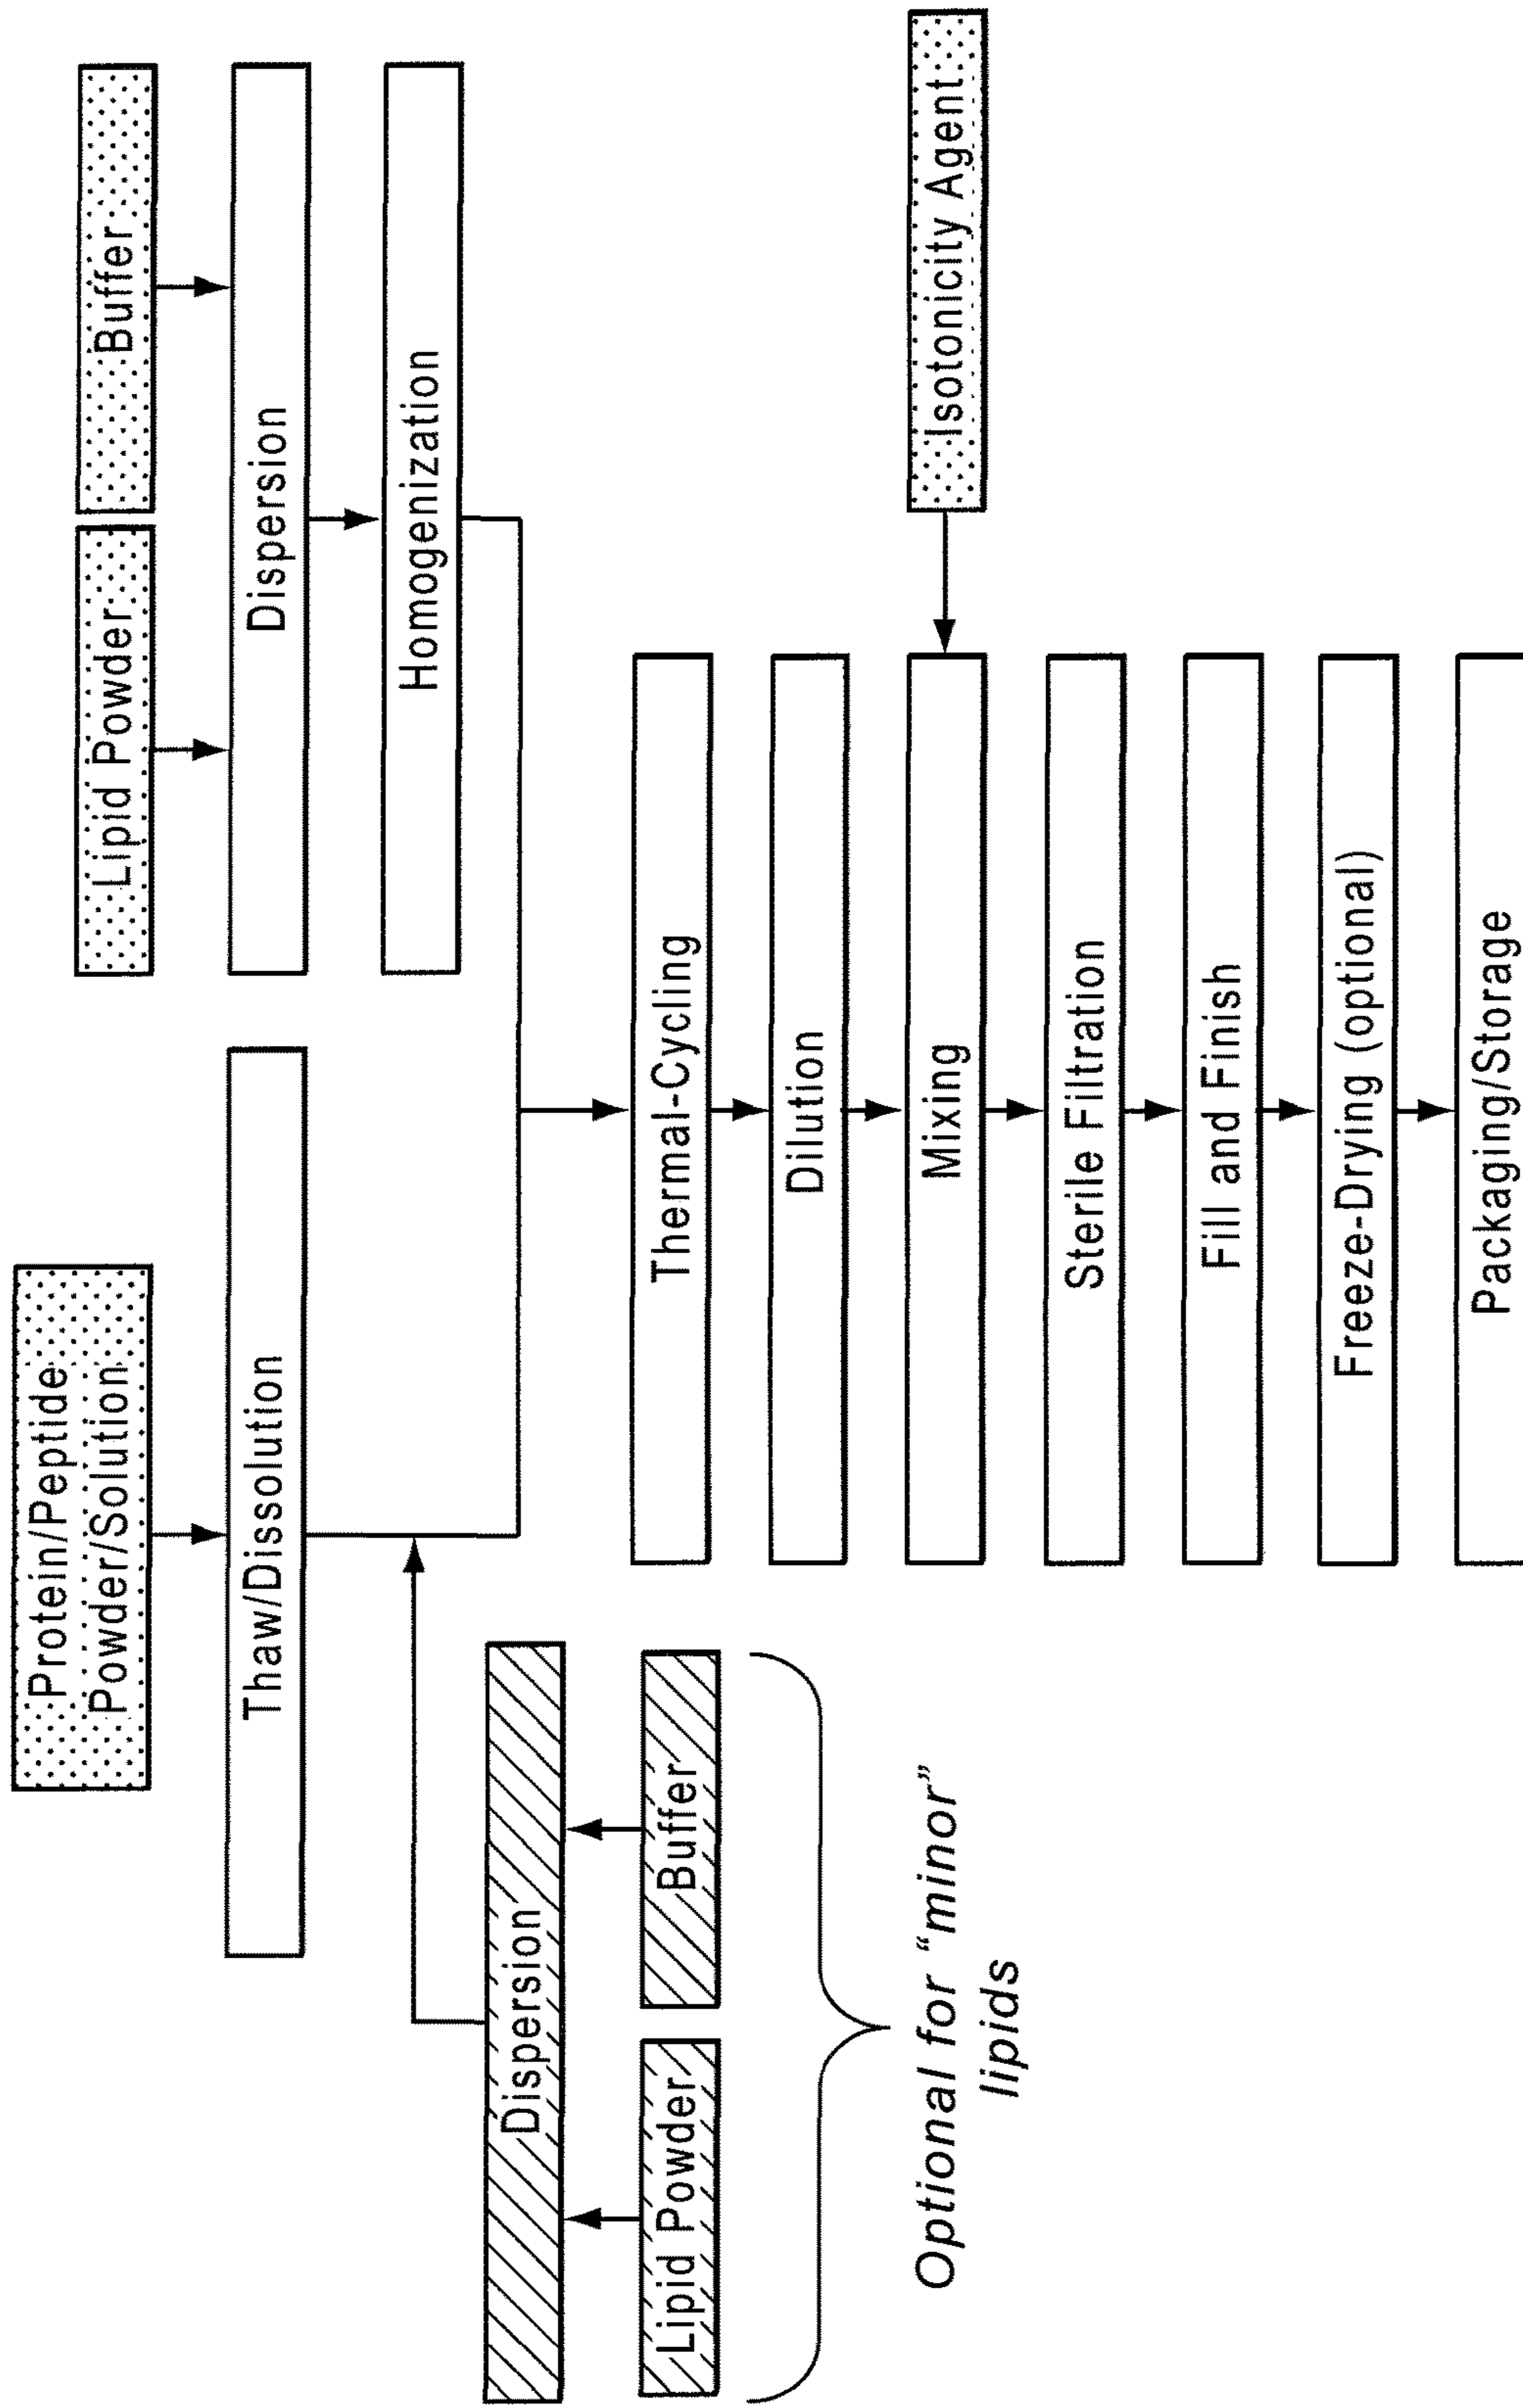 Protein/Peptide
Powder/Solution
Lipid Powder
Buffer
Thaw/Dissolution
Dispersion
Homogenization
Dispersion
Lipid Powder
Buffer
Optional for “minor”
lipids
Thermal-Cycling
Dilution
Mixing
Isotonicity Agent
Sterile Filtration
Fill and Finish
Freeze-Drying (optional)
Packaging/Storage